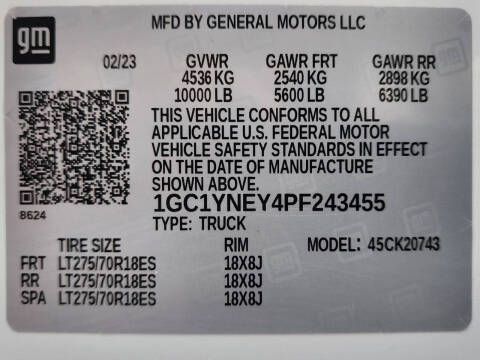 gm
MFD BY GENERAL MOTORS LLC
02/23 GVWR GAWR FRT GAWR RR
4536 KG 2540 KG 2898 KG
10000 LB 5600 LB 6390 LB
THIS VEHICLE CONFORMS TO ALL
APPLICABLE U.S. FEDERAL MOTOR
VEHICLE SAFETY STANDARDS IN EFFECT
ON THE DATE OF MANUFACTURE
SHOWN ABOVE.
8624
1GC1YNEY4PF243455
TYPE: TRUCK
TIRE SIZE RIM MODEL: 45CK20743
FRT LT275/70R18ES 18X8J
RR LT275/70R18ES 18X8J
SPA LT275/70R18ES 18X8J